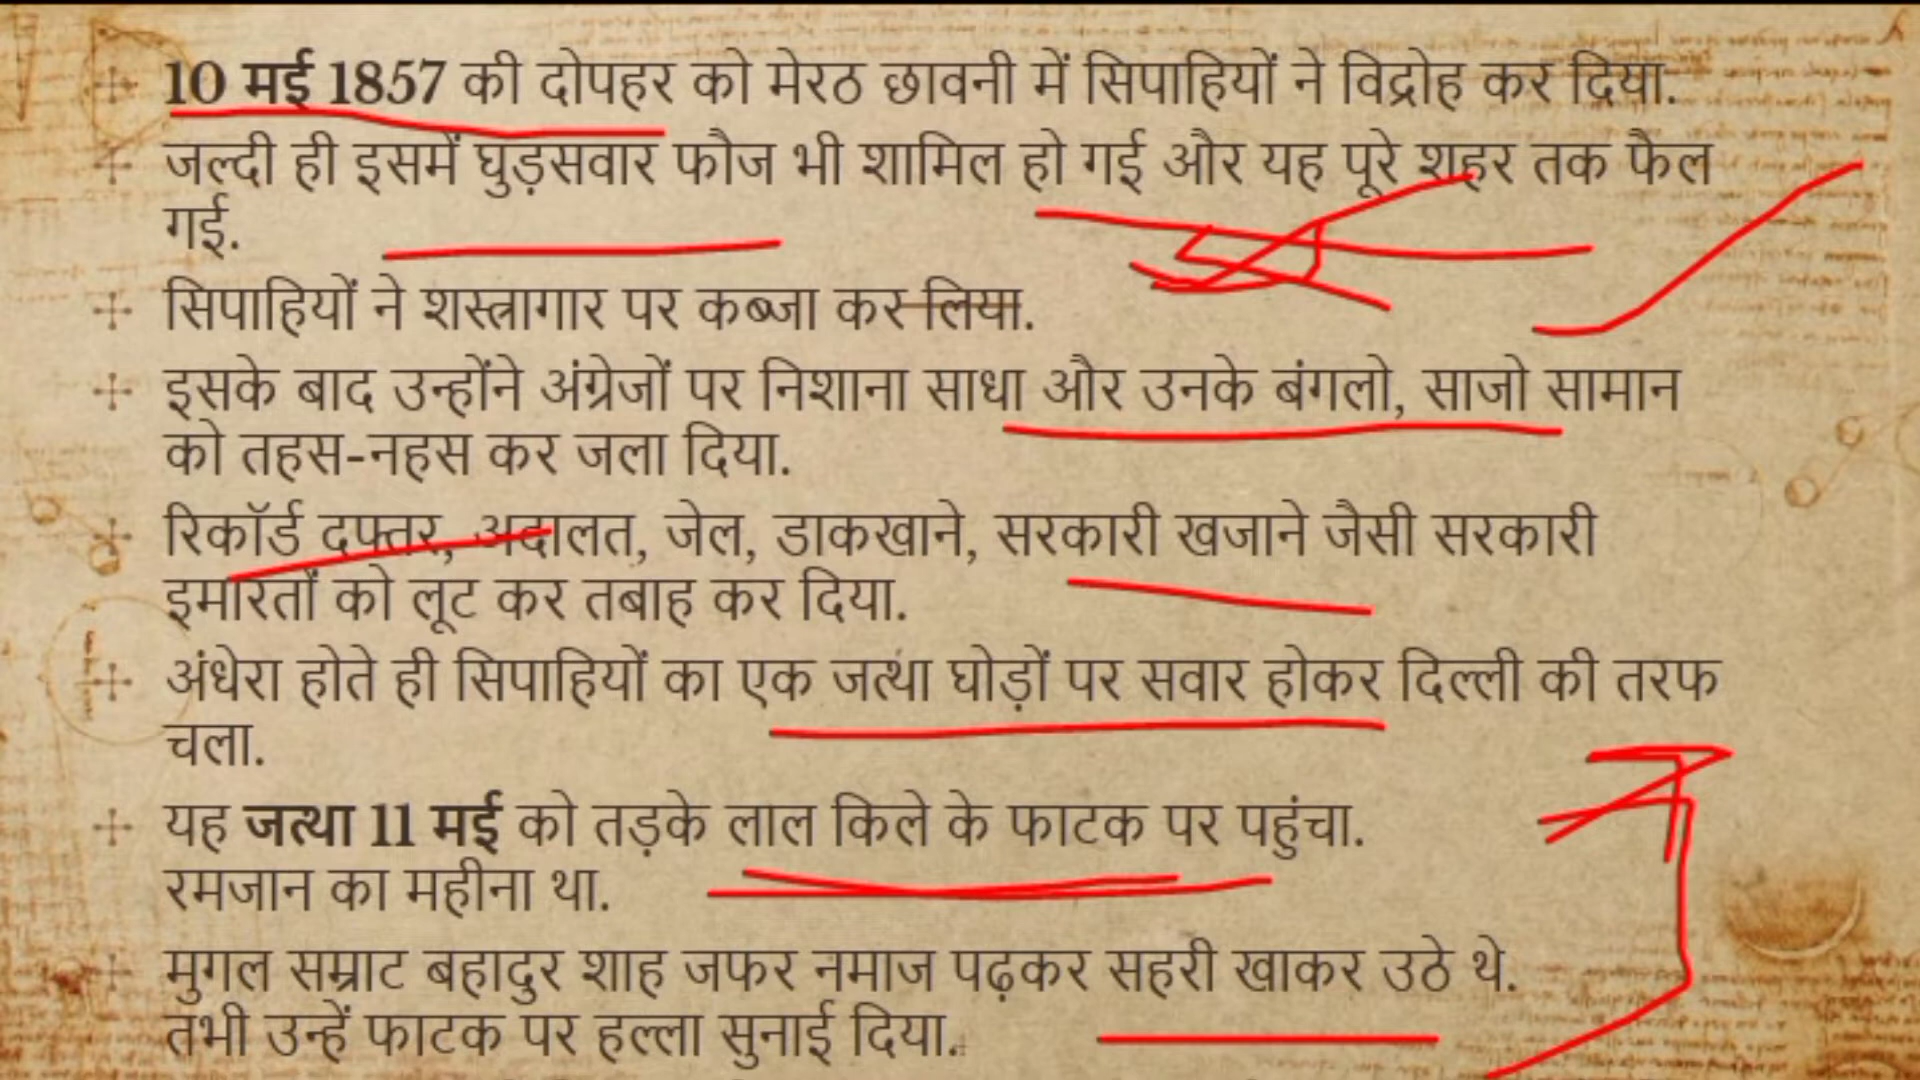 10 मई 1857 की दोपहर को मेरठ छावनी में सिपाहियों ने विद्रोह कर दिया.
जल्दी ही इसमें घुड़सवार फौज भी शामिल हो गई और यह पूरे शहर तक फैल
गई.
सिपाहियों ने शस्त्रागार पर कब्जा कर लिया.
इसके बाद उन्होंने अंग्रेजों पर निशाना साधा और उनके बंगलो, साजो सामान
को तहस-नहस कर जला दिया.
रिकॉर्ड दफ्तर, अदालत, जेल, डाकखाने, सरकारी खजाने जैसी सरकारी
इमारतों को लूट कर तबाह कर दिया.
अंधेरा होते ही सिपाहियों का एक जत्था घोड़ों पर सवार होकर दिल्ली की तरफ
चला.
यह जत्था 11 मई को तड़के लाल किले के फाटक पर पहुंचा.
रमजान का महीना था.
मुगल सम्राट बहादुर शाह जफर नमाज पढ़कर सहरी खाकर उठे थे.
तभी उन्हें फाटक पर हल्ला सुनाई दिया.